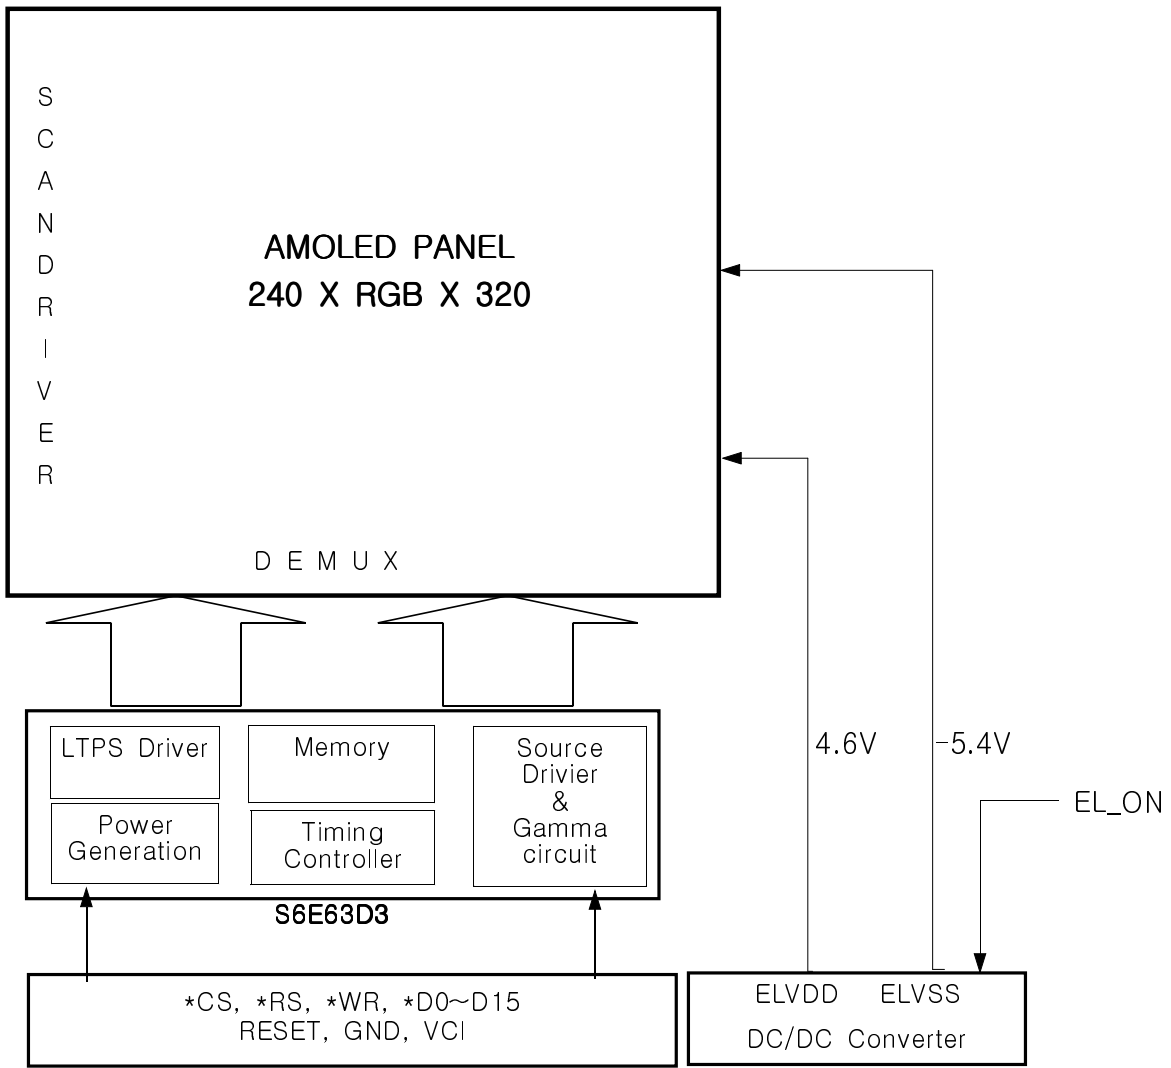 S
C
A
N
D
R
I
V
E
R
AMOLED PANEL
240 X RGB X 320
D E M U X
4.6V
-5.4V
EL_ON
LTPS Driver
Power
Generation
Memory
Timing
Controller
Source
Drivier
&
Gamma
circuit
S6E63D3
*CS, *RS, *WR, *D0~D15
RESET, GND, VCI
ELVDD ELVSS
DC/DC Converter